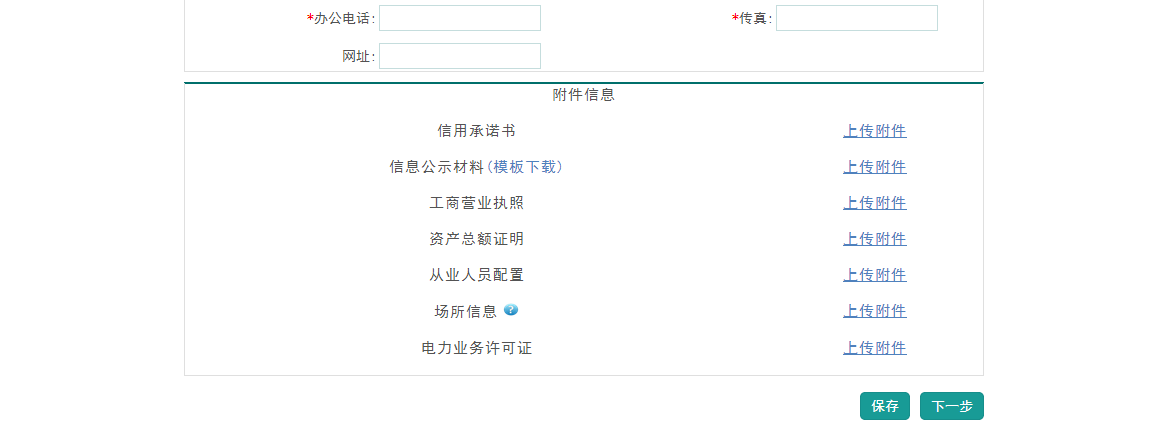 *办公电话: *传真:
网址:
附件信息
信用承诺书 上传附件
信息公示材料(模板下载) 上传附件
工商营业执照 上传附件
资产总额证明 上传附件
从业人员配置 上传附件
场所信息 ? 上传附件
电力业务许可证 上传附件
保存 下一步